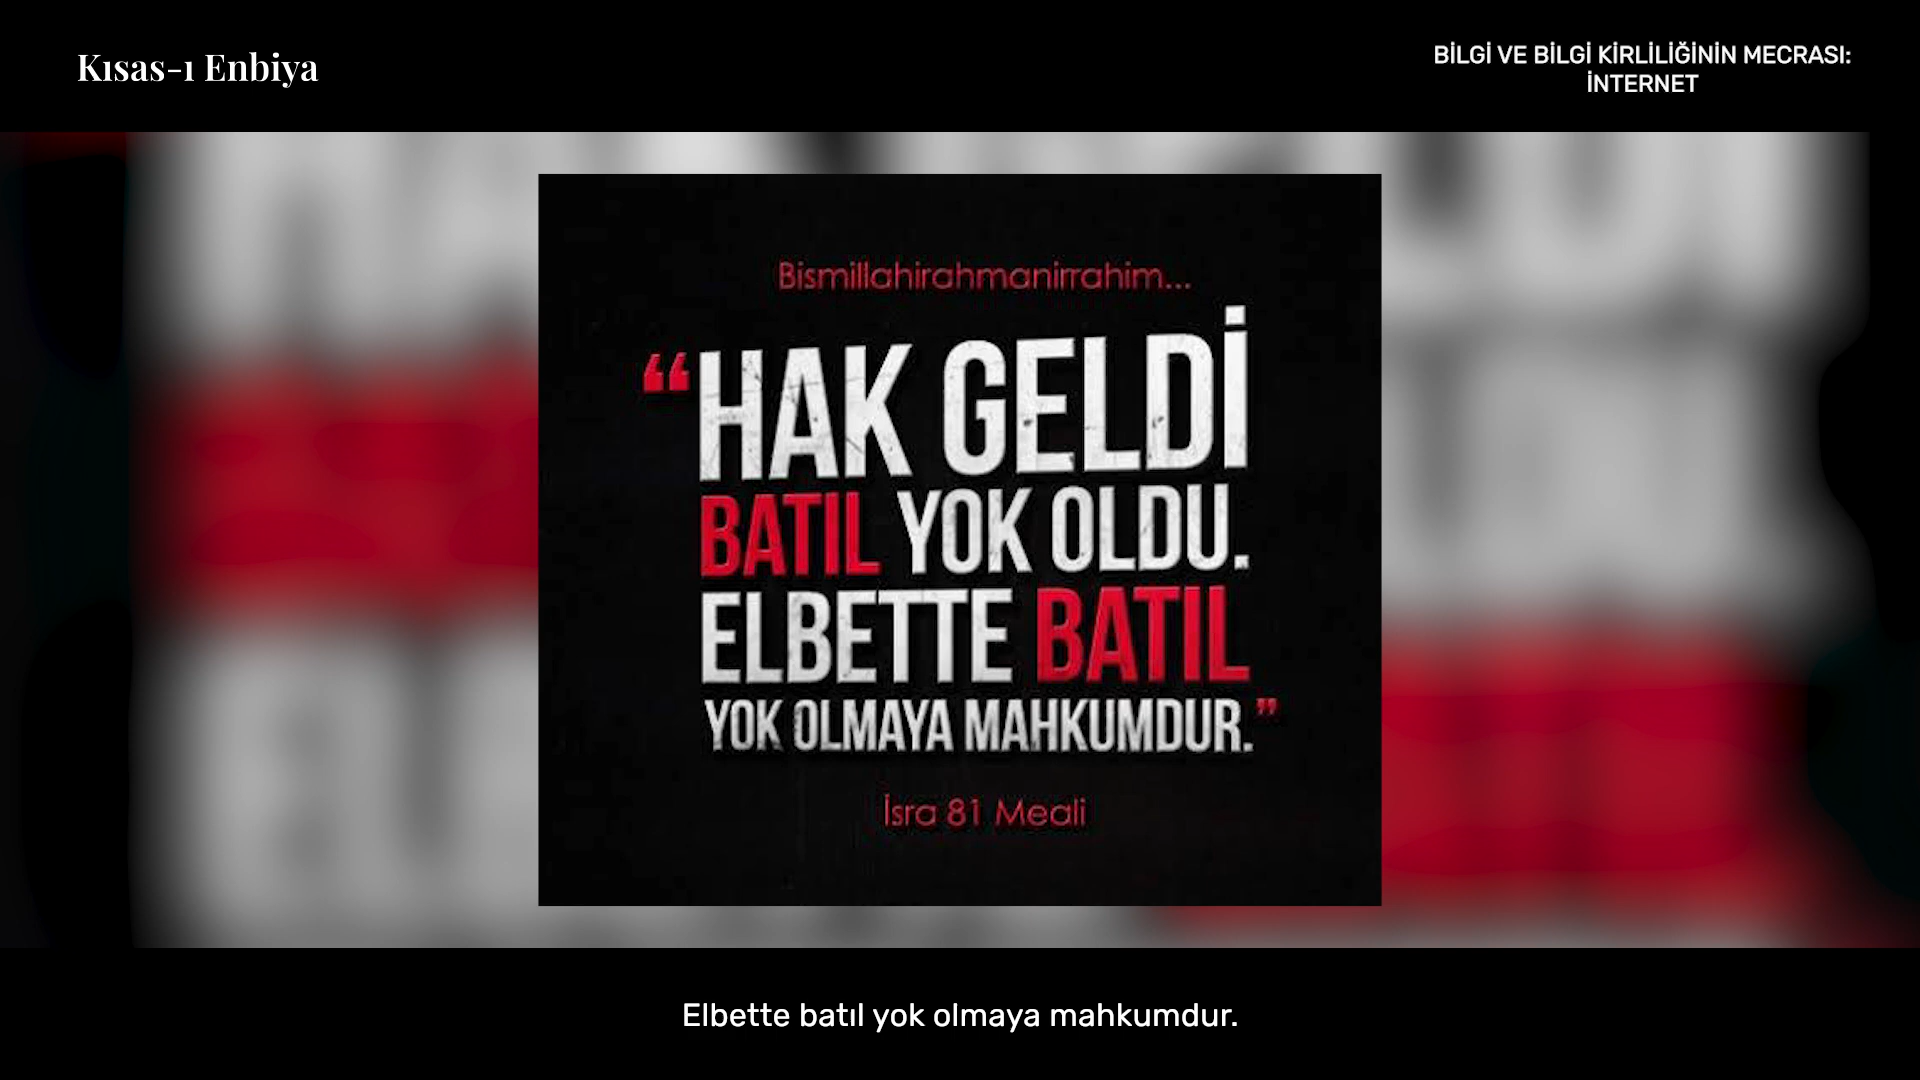 Kısas-ı Enbiya
BİLGİ VE BİLGİ KİRLİLİĞİNİN MECRASI:
İNTERNET
Bismillahirahmanirrahim...
“HAK GELDİ
BATIL YOK OLDU.
ELBETTE BATIL
YOK OLMAYA MAHKUMDUR.”
İsra 81 Meali
Elbette batıl yok olmaya mahkumdur.